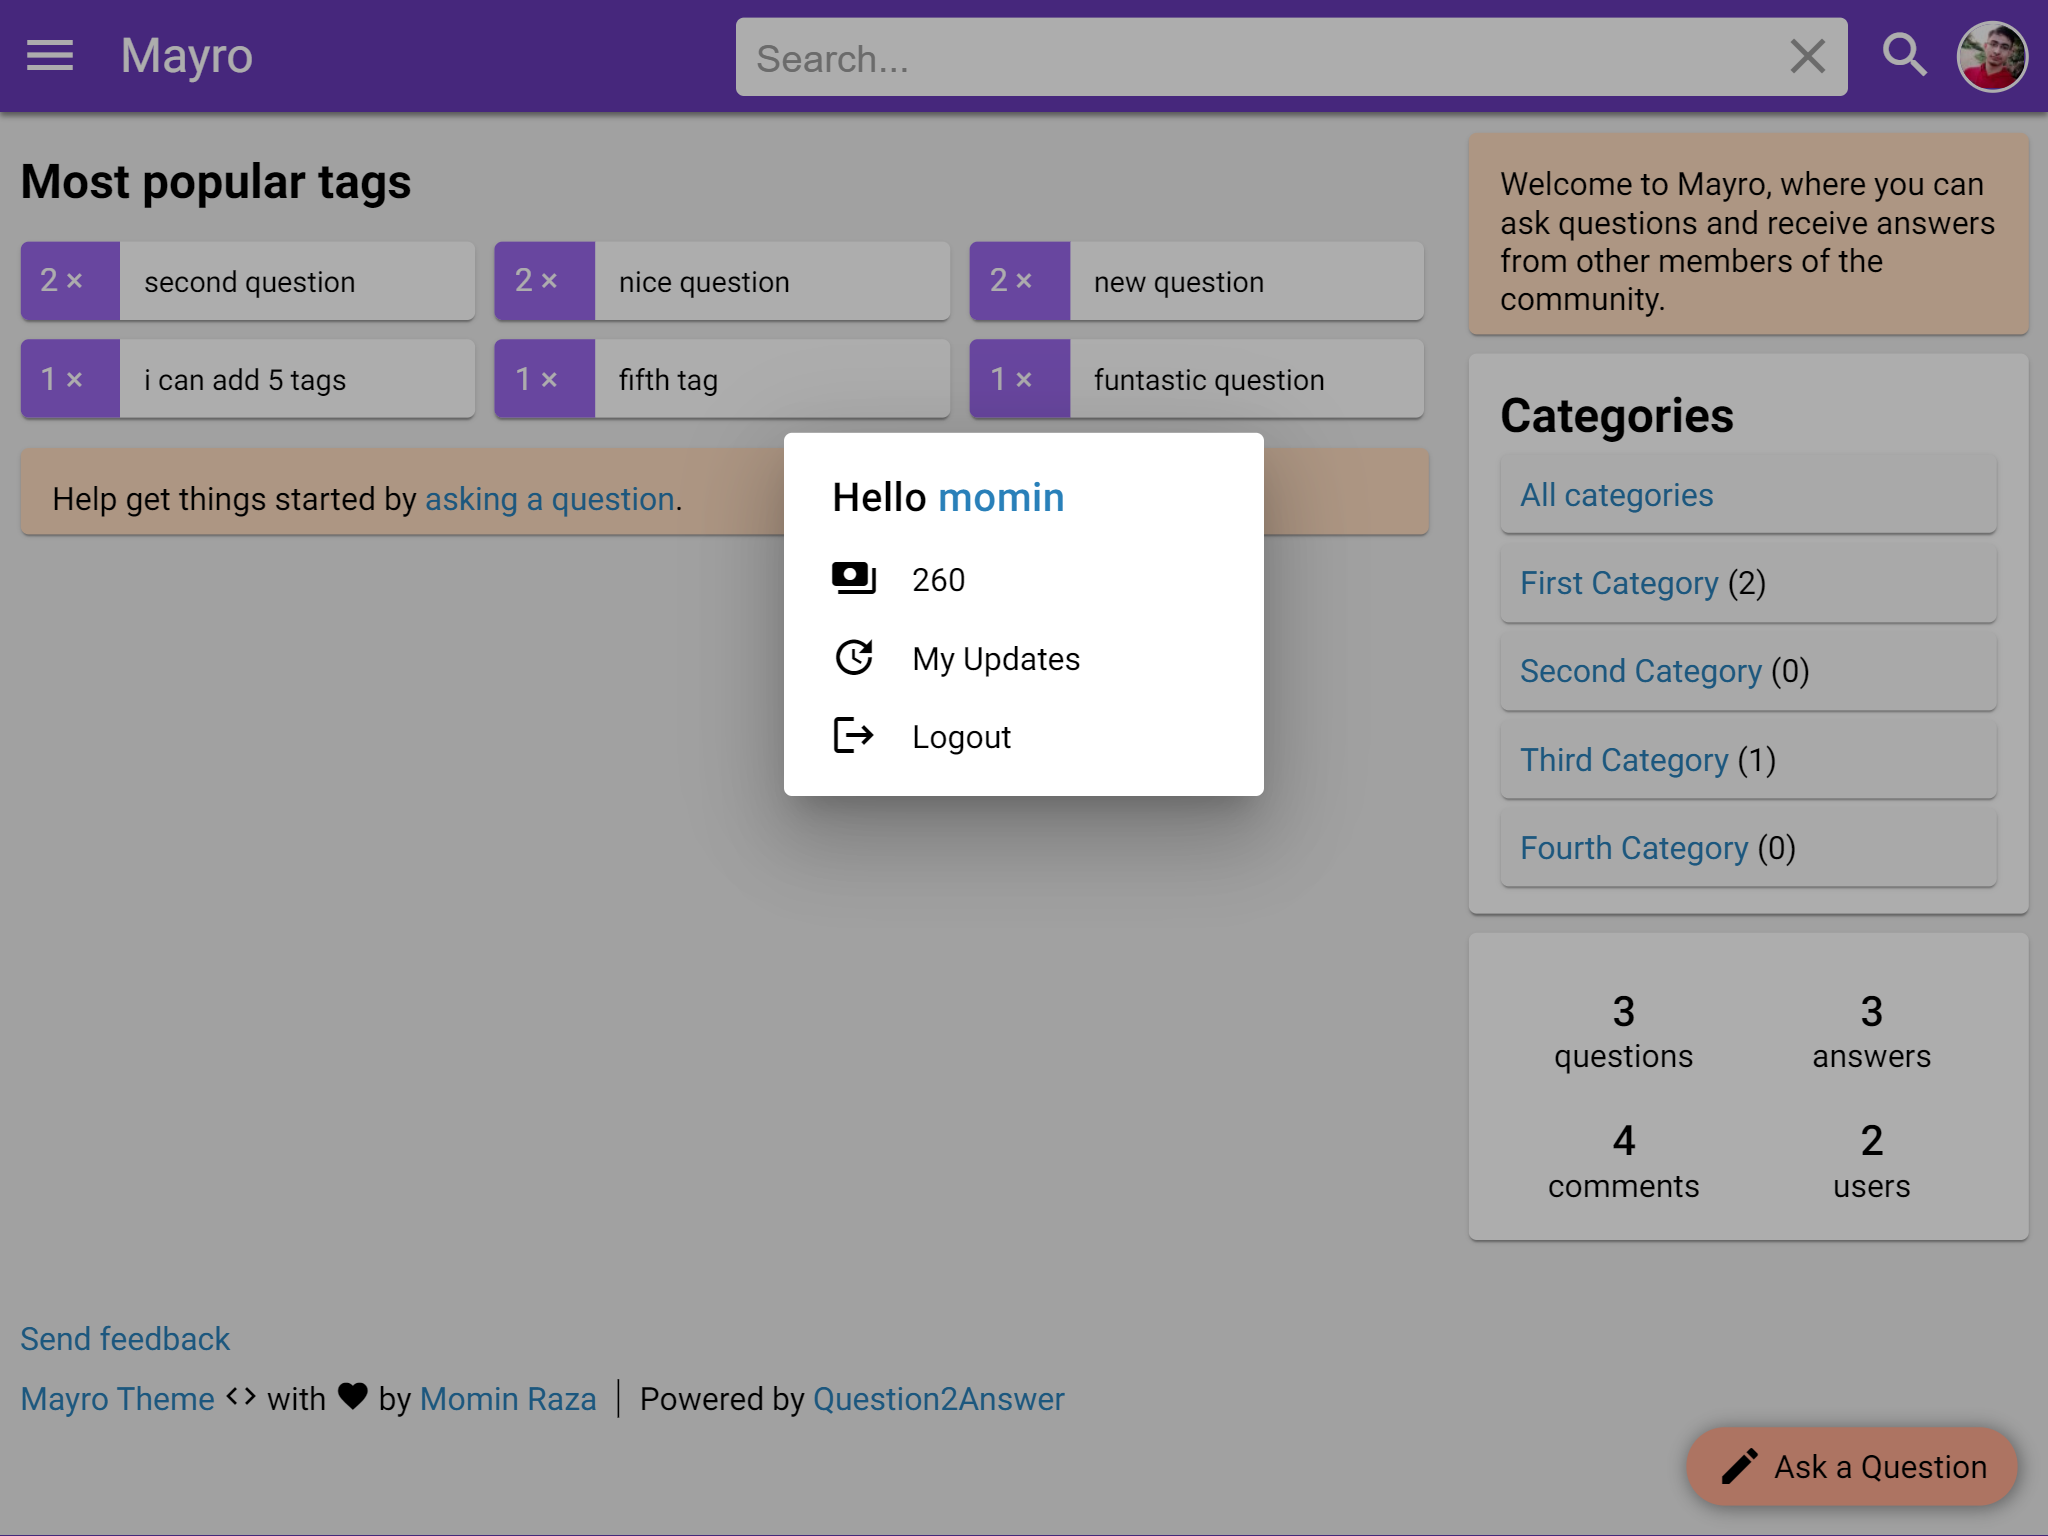 Mayro
Search...
Most popular tags
2 × second question
2 × nice question
2 × new question
1 × i can add 5 tags
1 × fifth tag
1 × funtastic question
Help get things started by asking a question.
Hello momin
260
My Updates
Logout
Welcome to Mayro, where you can
ask questions and receive answers
from other members of the
community.
Categories
All categories
First Category (2)
Second Category (0)
Third Category (1)
Fourth Category (0)
3
questions
3
answers
4
comments
2
users
Send feedback
Mayro Theme <> with ♥ by Momin Raza | Powered by Question2Answer
Ask a Question